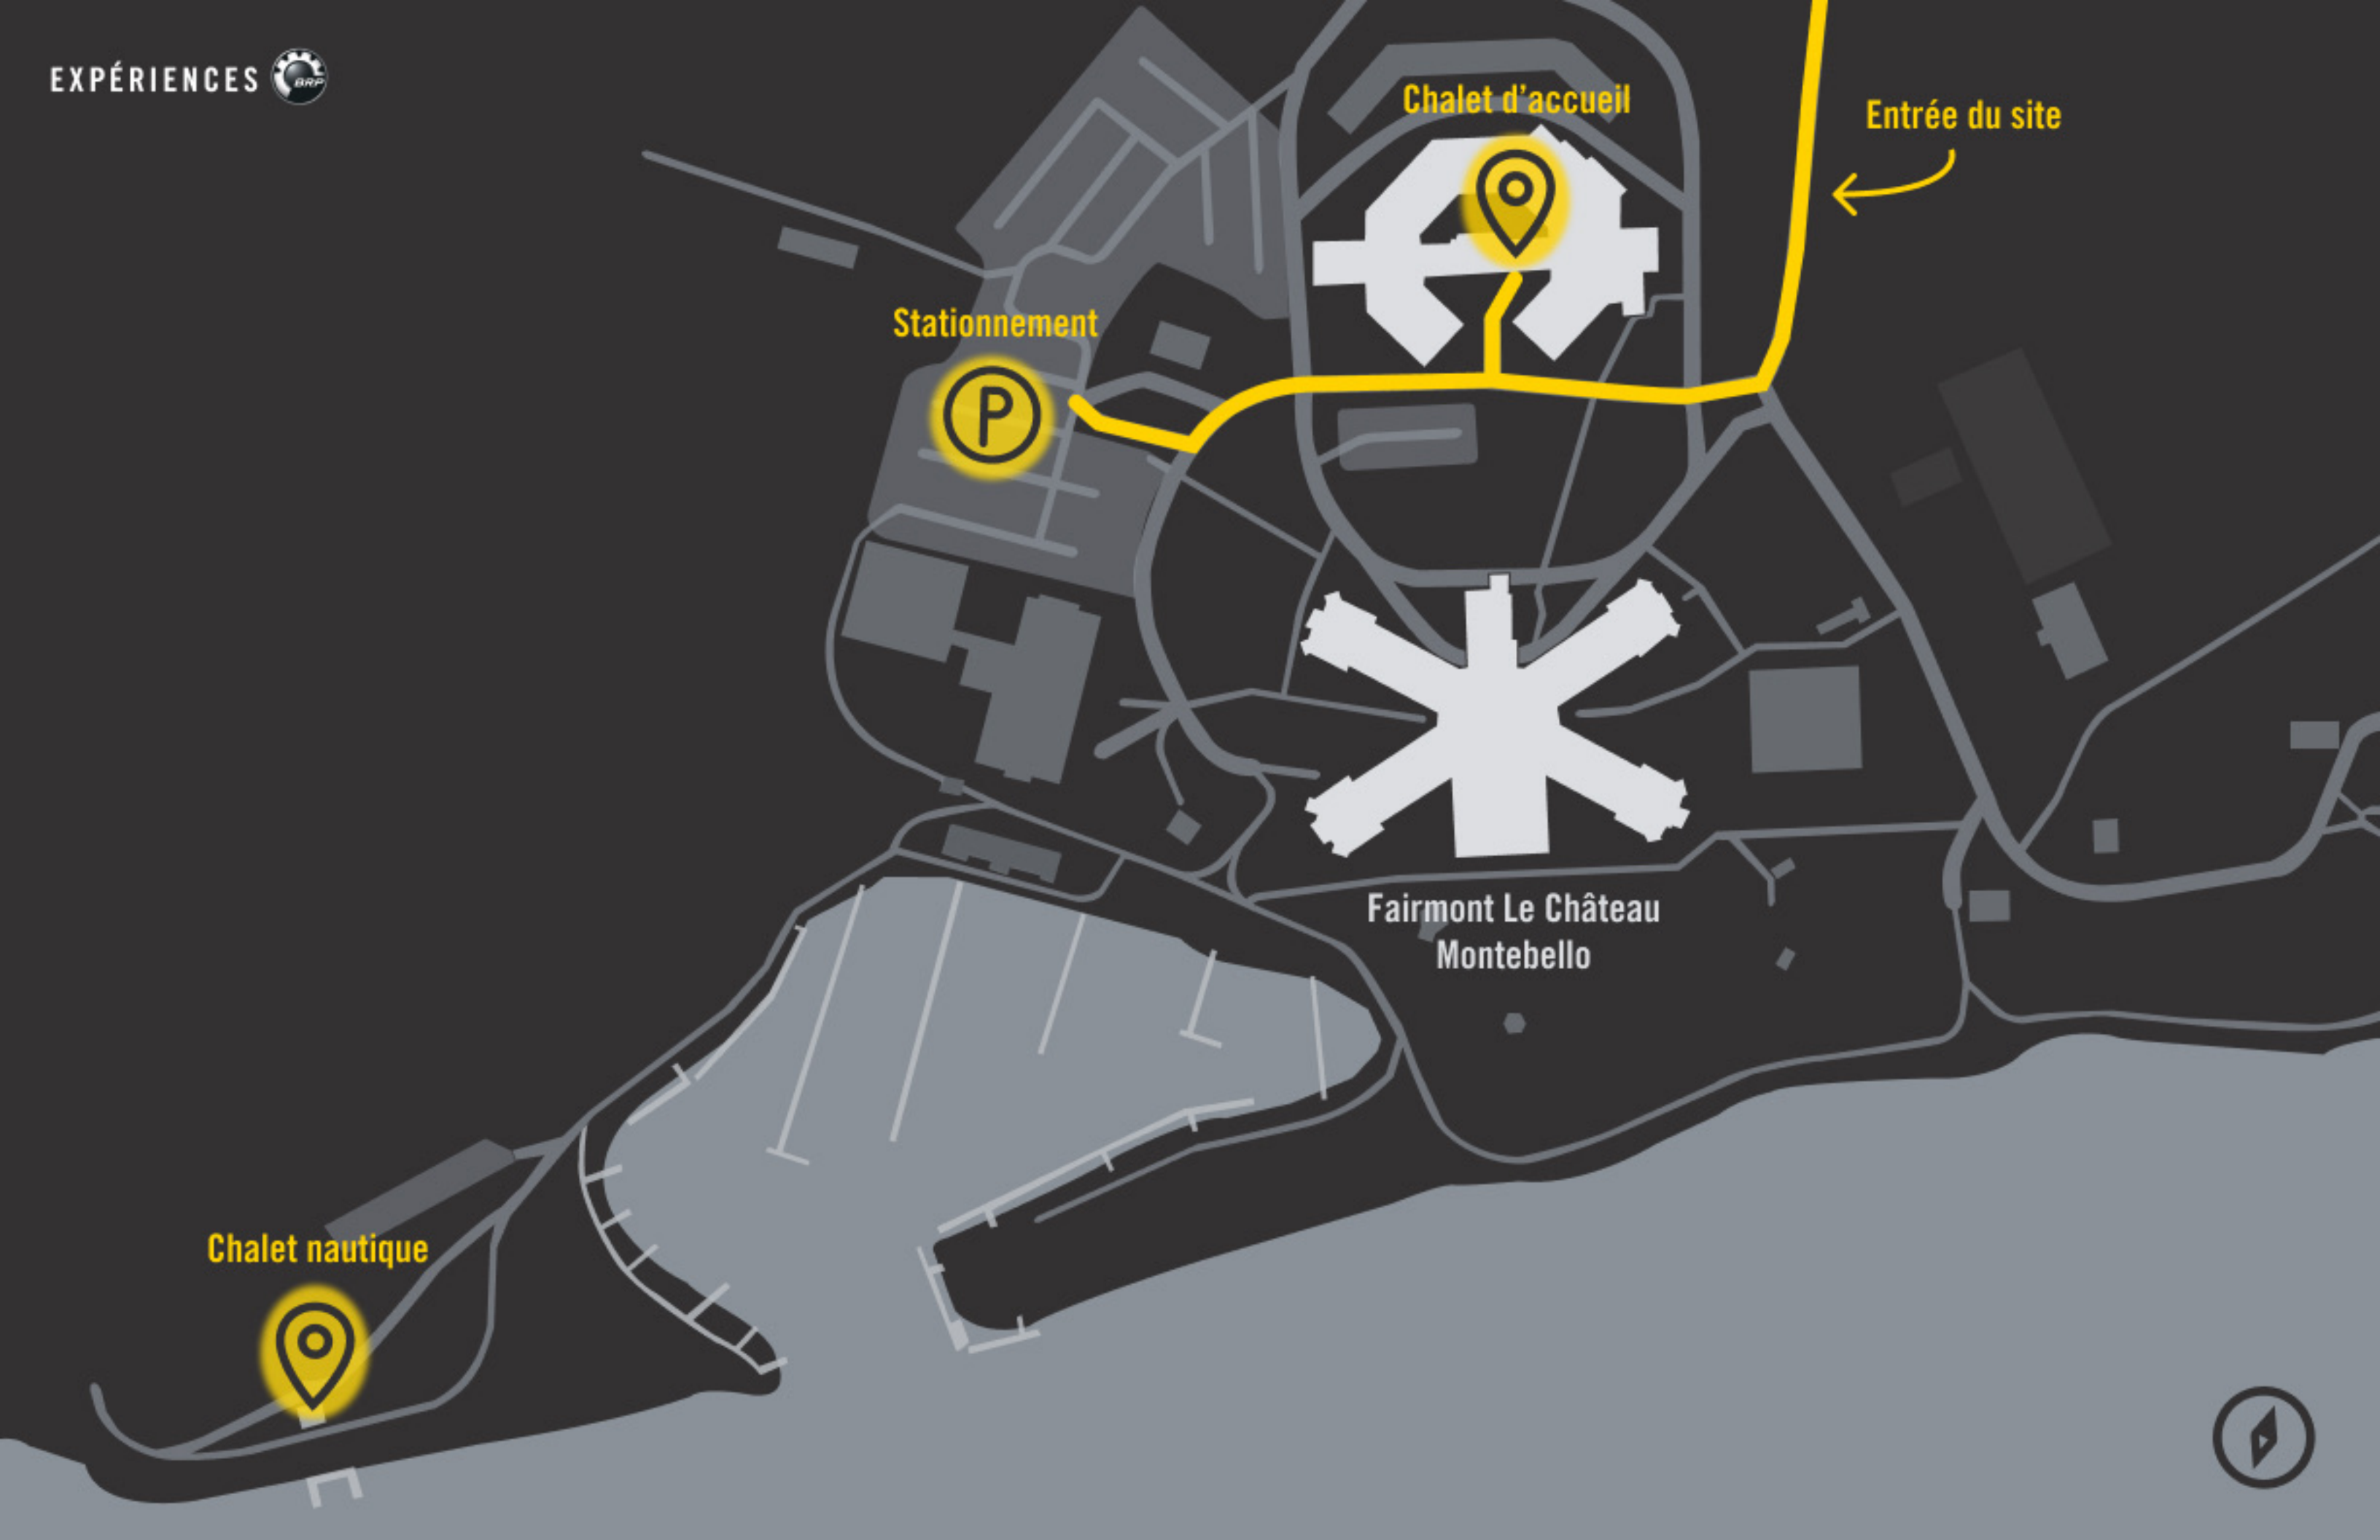 EXPÉRIENCES BRP
Chalet d'accueil
Entrée du site
Stationnement
P
Fairmont Le Château
Montebello
Chalet nautique